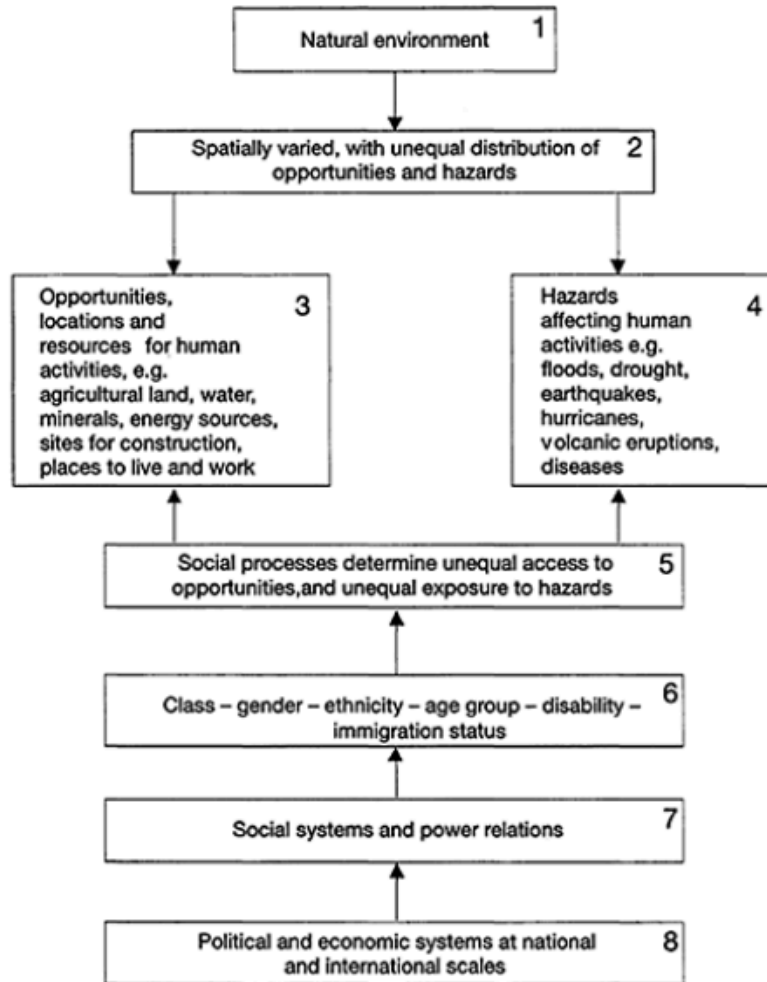 1
Natural environment
Spatially varied, with unequal distribution of 2
opportunities and hazards
Opportunities,
locations and 3
resources for human
activities, e.g.
agricultural land, water,
minerals, energy sources,
sites for construction,
places to live and work
Hazards 4
affecting human
activities e.g.
floods, drought,
earthquakes,
hurricanes,
volcanic eruptions,
diseases
Social processes determine unequal access to 5
opportunities,and unequal exposure to hazards
Class – gender – ethnicity – age group – disability – 6
immigration status
Social systems and power relations 7
Political and economic systems at national 8
and international scales